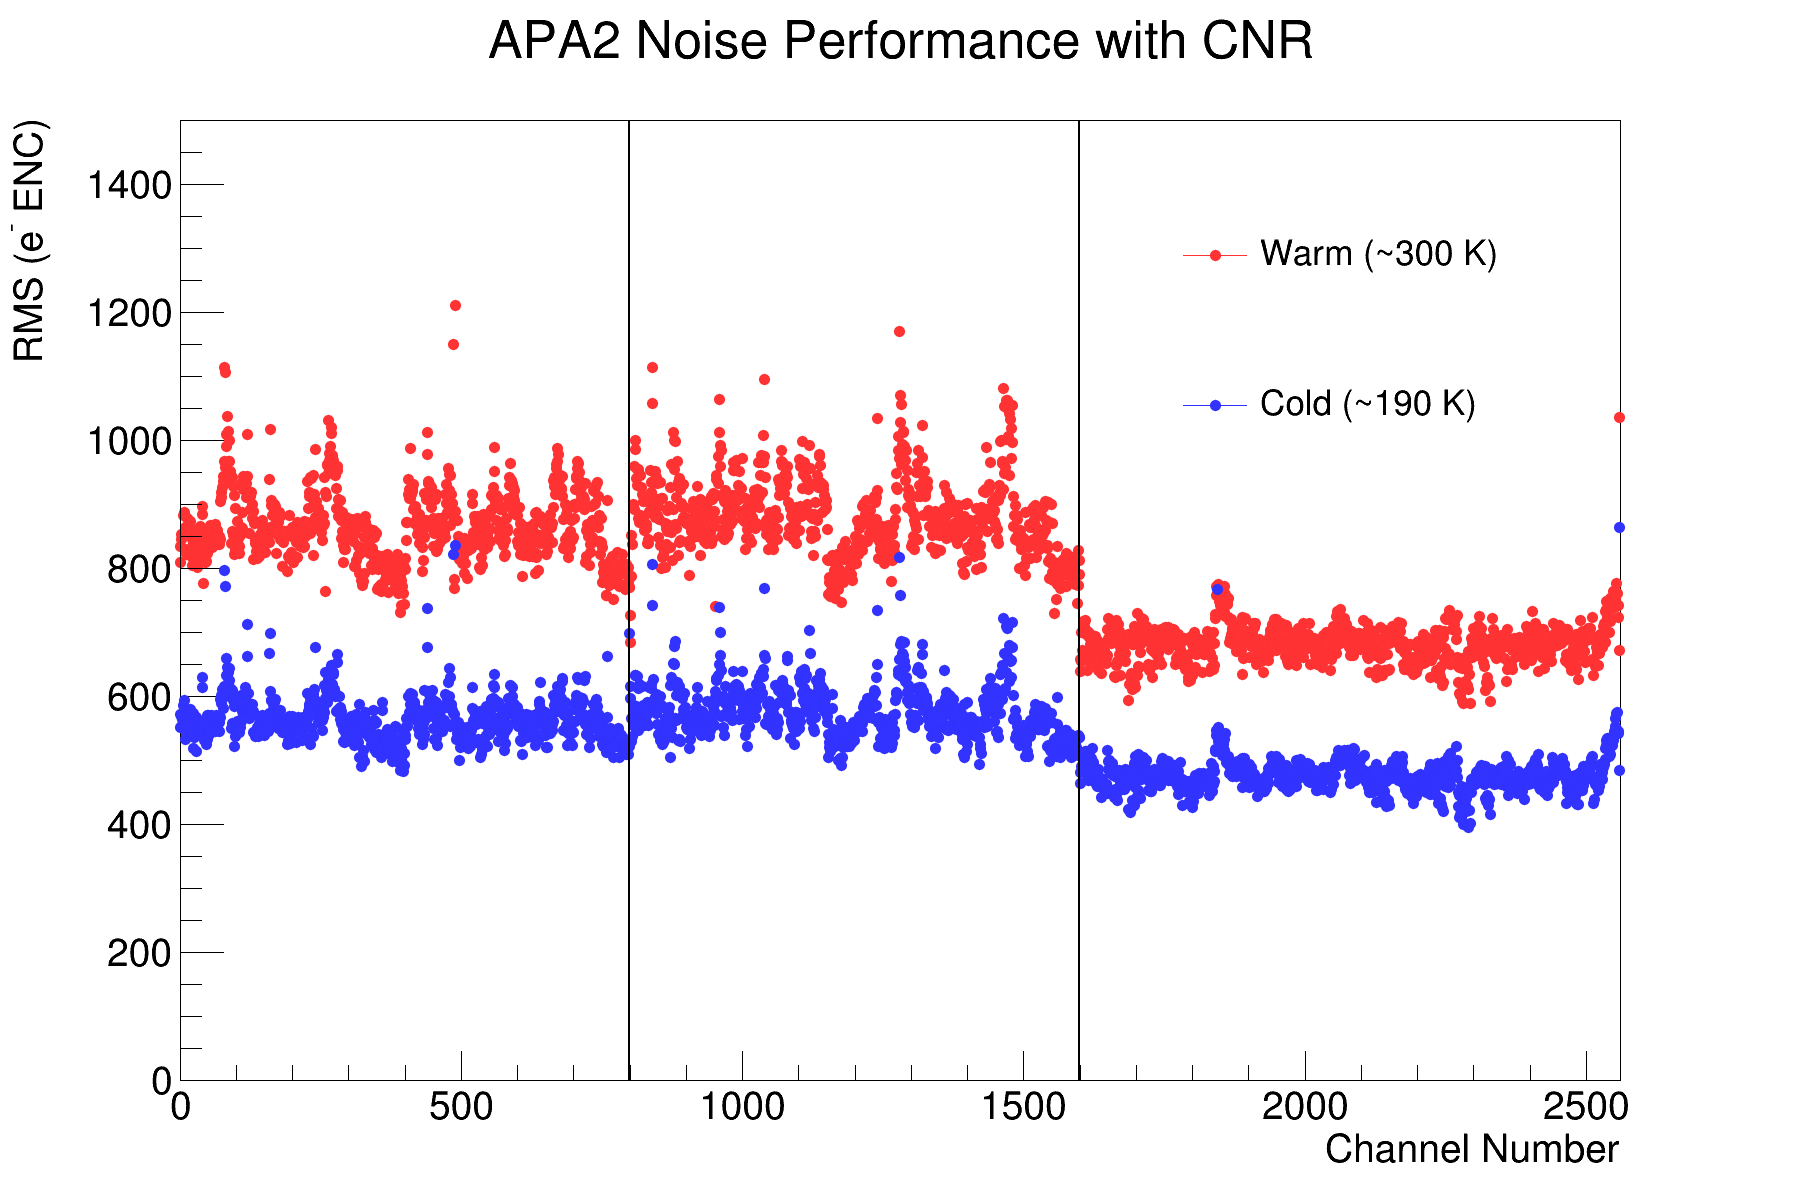 APA2 Noise Performance with CNR
RMS (e⁻ ENC)
1400
1200
1000
800
600
400
200
0
Warm (~300 K)
Cold (~190 K)
0 500 1000 1500 2000 2500
Channel Number